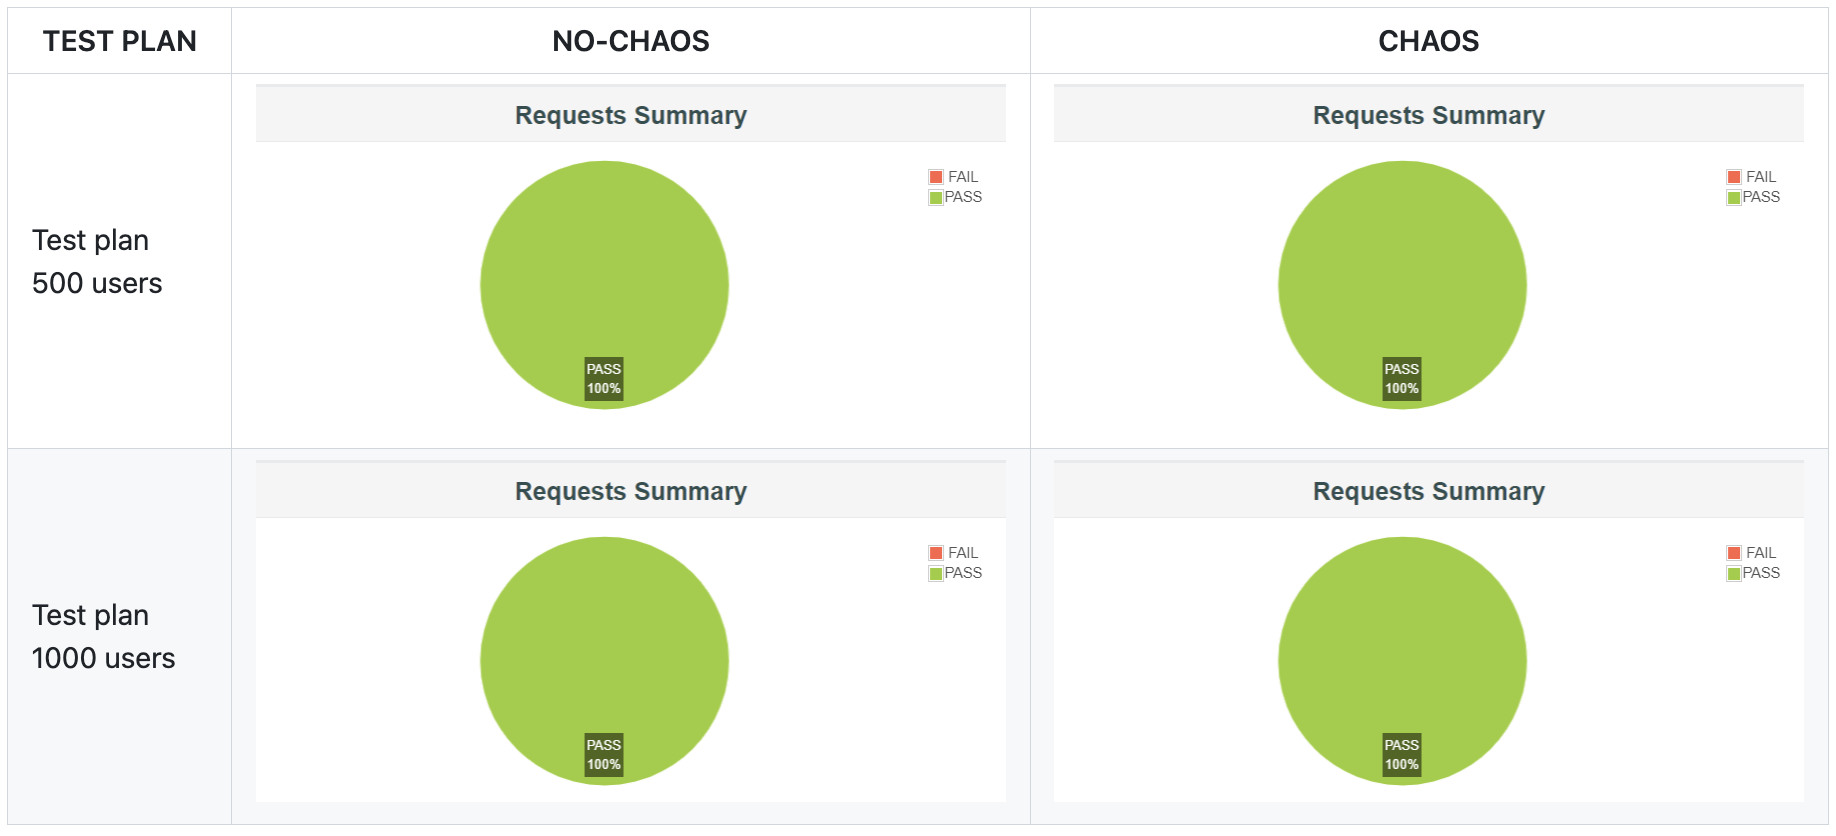 TEST PLAN
NO-CHAOS
CHAOS
Test plan
500 users
Requests Summary
FAIL
PASS
PASS
100%
Requests Summary
FAIL
PASS
PASS
100%
Test plan
1000 users
Requests Summary
FAIL
PASS
PASS
100%
Requests Summary
FAIL
PASS
PASS
100%